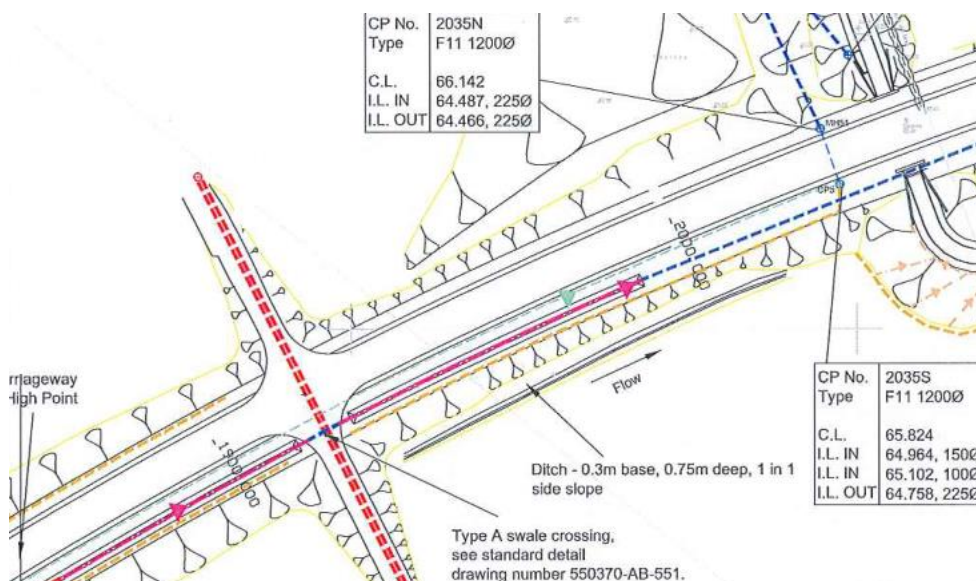 CP No. 2035N
Type F11 1200Ø
C.L. 66.142
I.L. IN 64.487, 225Ø
I.L. OUT 64.466, 225Ø
CPS
-2000.000
Flow
rriageway
High Point
-1900.000
CP No. 2035S
Type F11 1200Ø
C.L. 65.824
I.L. IN 64.964, 150Ø
I.L. IN 65.102, 100Ø
I.L. OUT 64.758, 225Ø
Ditch - 0.3m base, 0.75m deep, 1 in 1
side slope
Type A swale crossing,
see standard detail
drawing number 550370-AB-551.